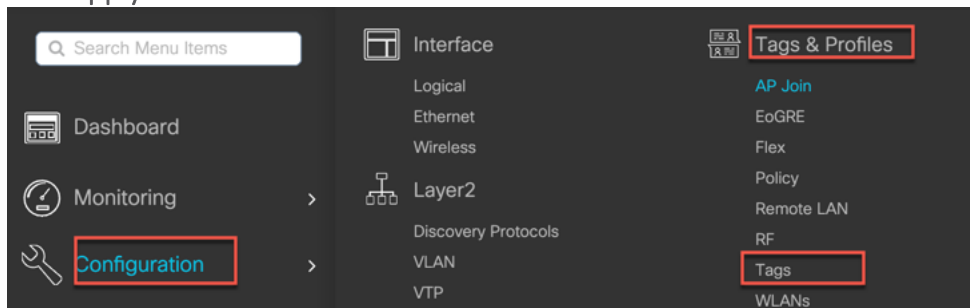 Search Menu Items
Dashboard
Monitoring
Configuration
Interface
Logical
Ethernet
Wireless
Layer2
Discovery Protocols
VLAN
VTP
Tags & Profiles
AP Join
EoGRE
Flex
Policy
Remote LAN
RF
Tags
WLANs